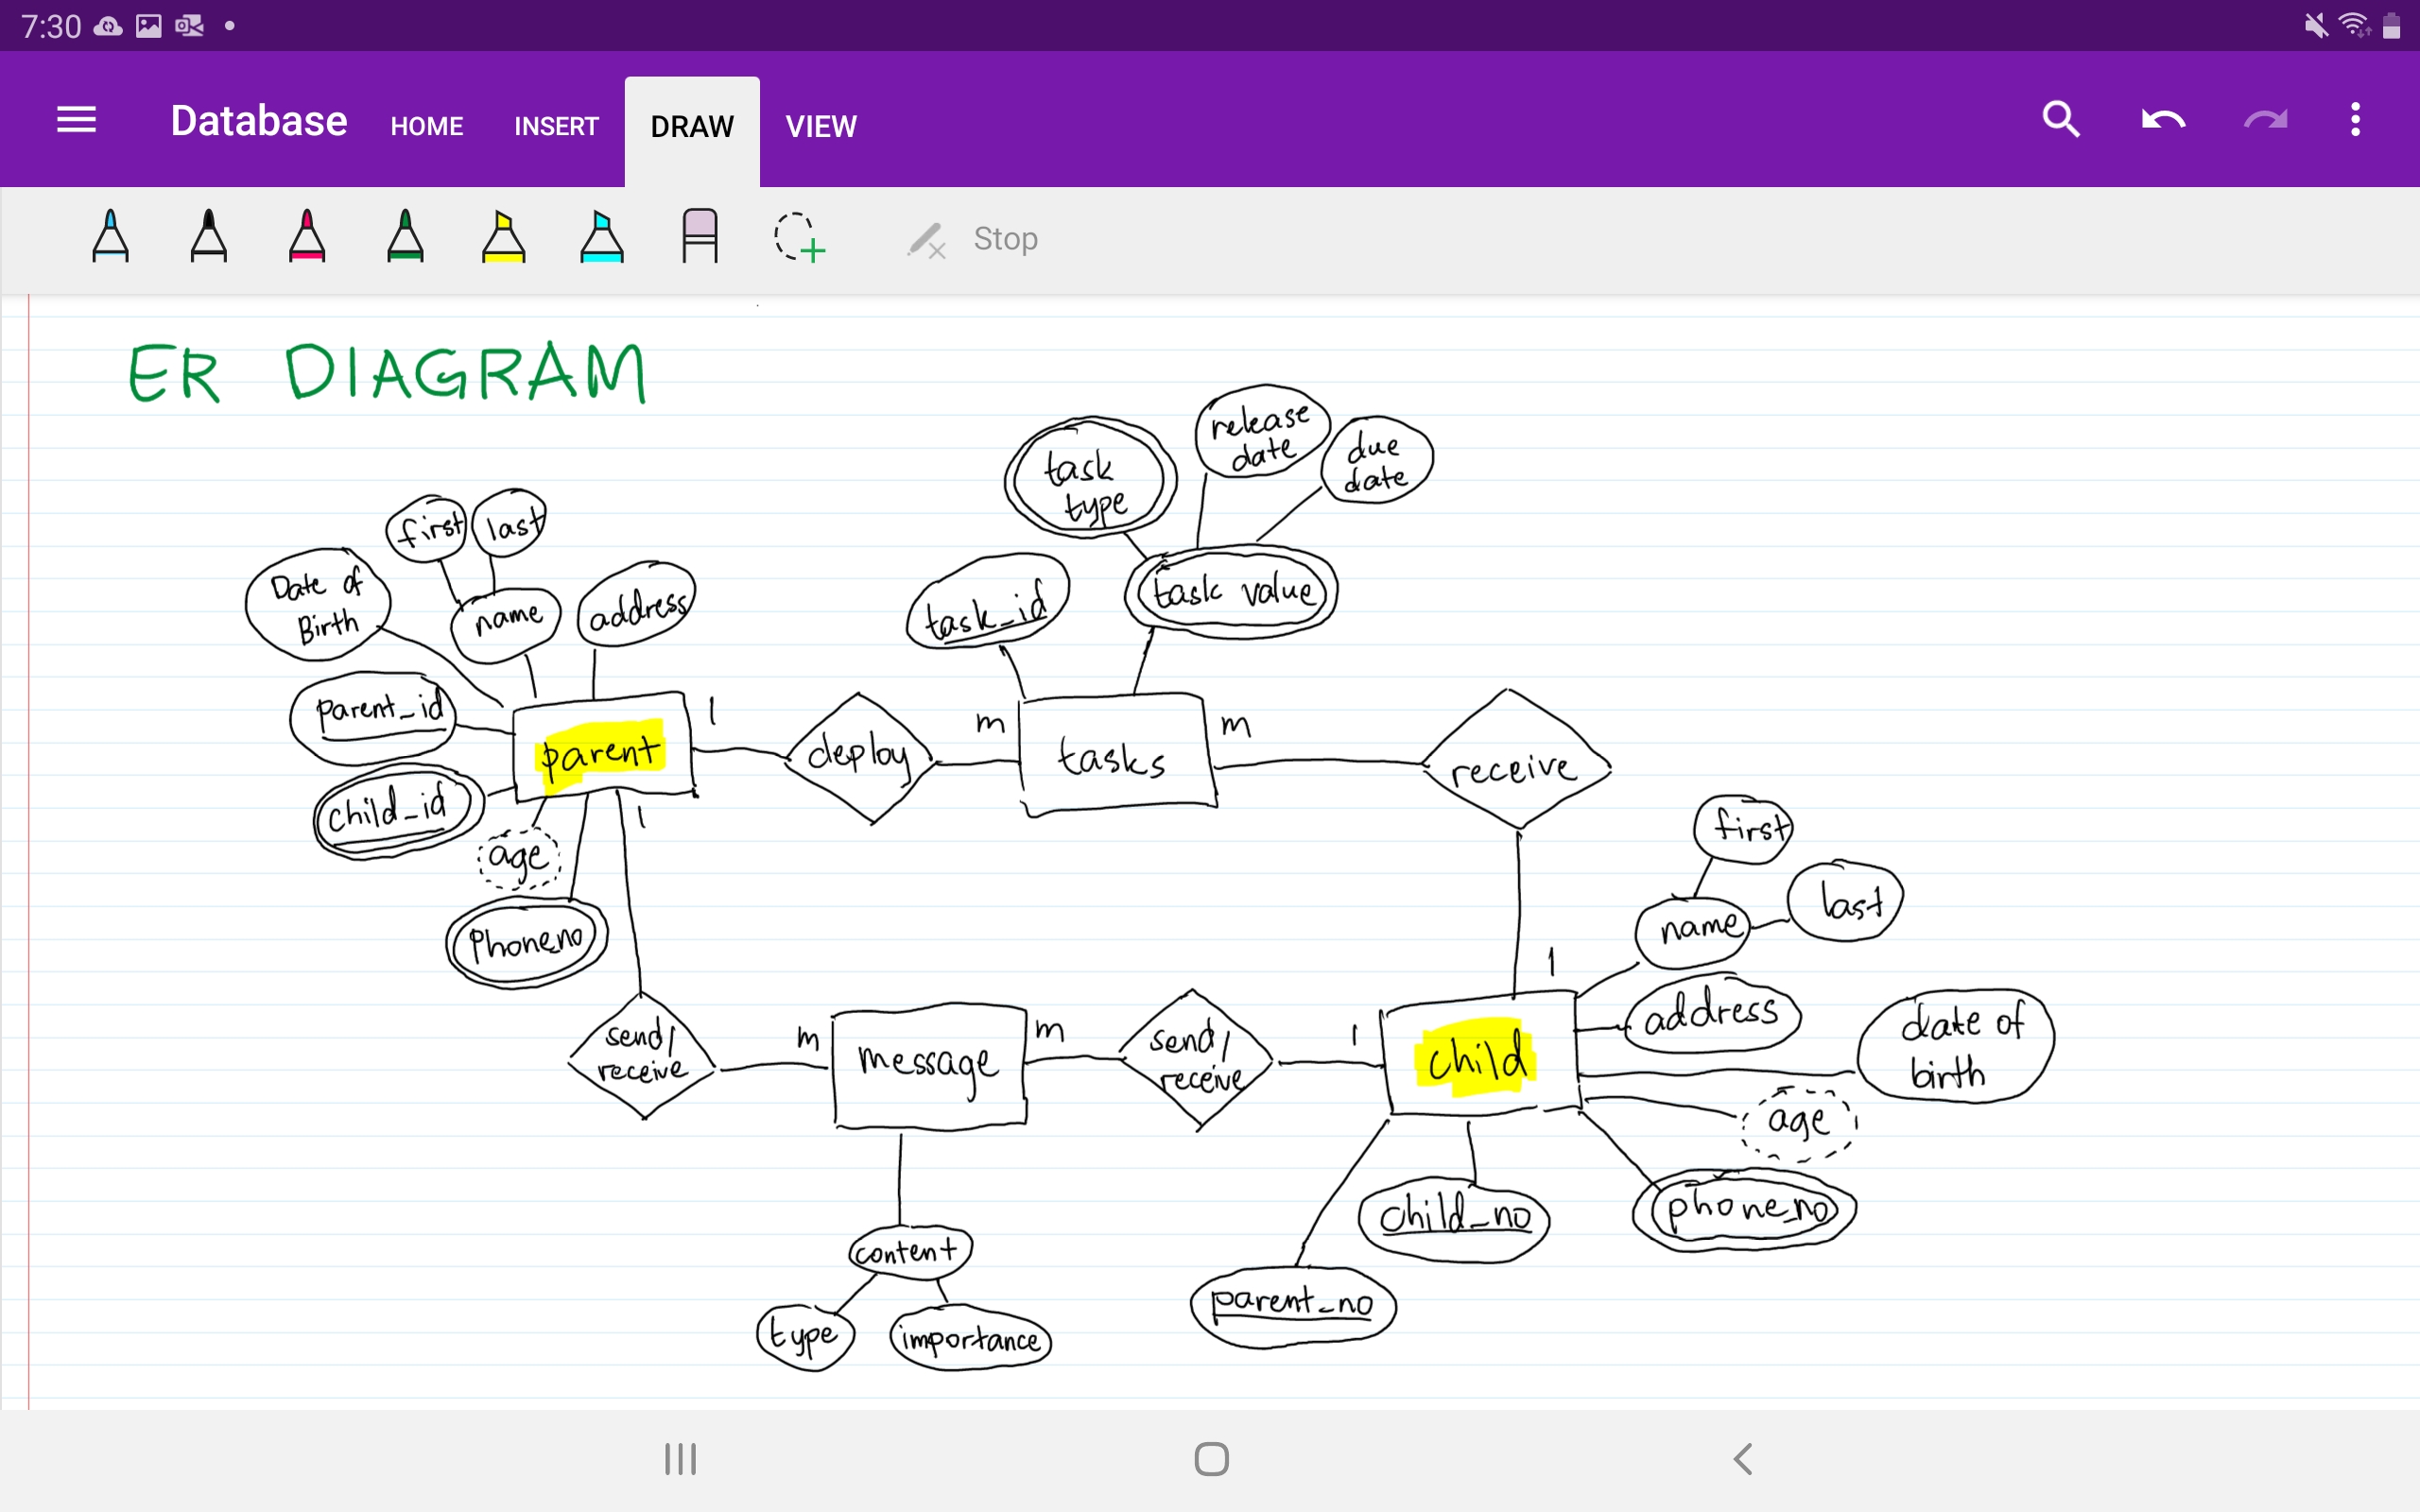 7:30
Database HOME INSERT DRAW VIEW
Stop
ER DIAGRAM
task
type
release
date
due
date
first
last
Date of
Birth
name
address
task_id
task value
parent_id
parent
1
deploy
m
tasks
m
receive
child_id
age
1
Phone_no
first
name
last
1
send/
receive
m
message
m
send/
receive
1
child
address
date of
birth
age
child_no
phone_no
content
parent_no
type
importance